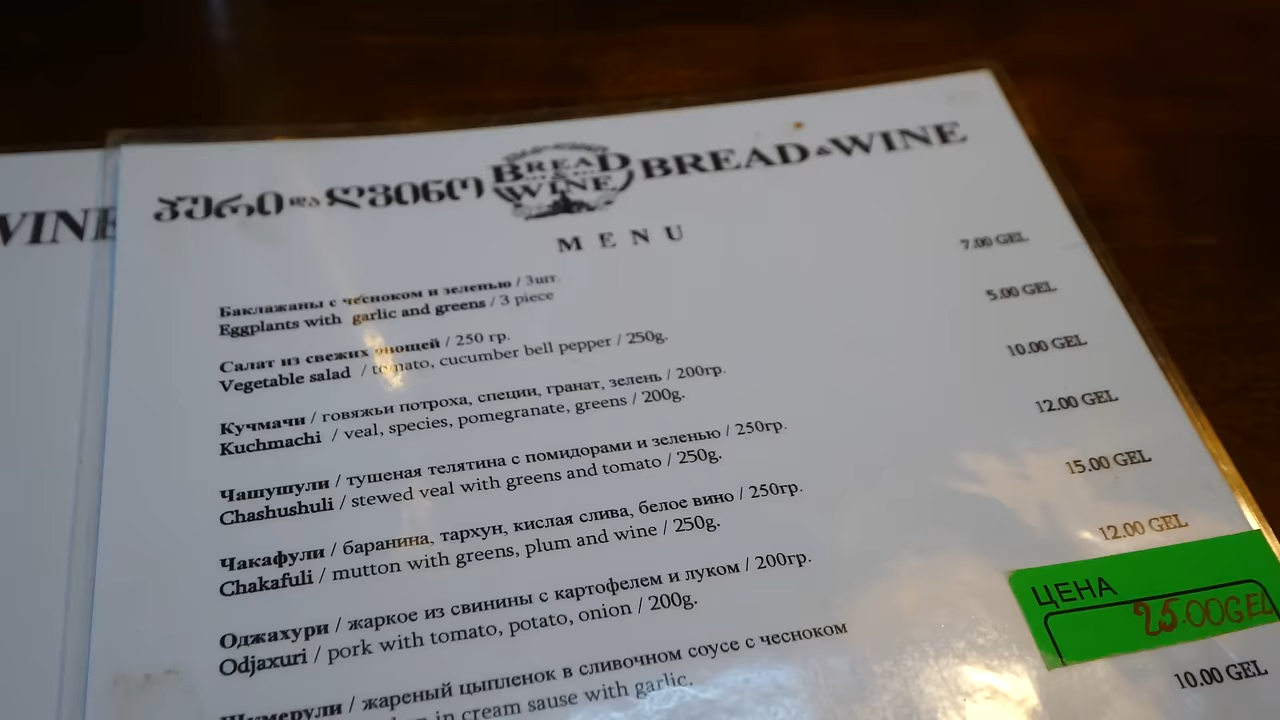 WINE
პური და ღვინო BREAD WINE BREAD & WINE
MENU
Баклажаны с чесноком и зеленью / 3шт. 7.00 GEL
Eggplants with garlic and greens / 3 piece
Салат из свежих овощей / 250 гр. 5.00 GEL
Vegetable salad / tomato, cucumber bell pepper / 250g.
Кучмачи / говяжьи потроха, специи, гранат, зелень / 200гр. 10.00 GEL
Kuchmachi / veal, species, pomegranate, greens / 200g.
Чашушули / тушеная телятина с помидорами и зеленью / 250гр. 12.00 GEL
Chashushuli / stewed veal with greens and tomato / 250g.
Чакафули / баранина, тархун, кислая слива, белое вино / 250гр. 15.00 GEL
Chakafuli / mutton with greens, plum and wine / 250g.
Оджахури / жаркое из свинины с картофелем и луком / 200гр. 12.00 GEL
Odjaxuri / pork with tomato, potato, onion / 200g.
ЦЕНА
25.00GEL
Шкмерули / жареный цыпленок в сливочном соусе с чесноком
in cream sause with garlic.
10.00 GEL